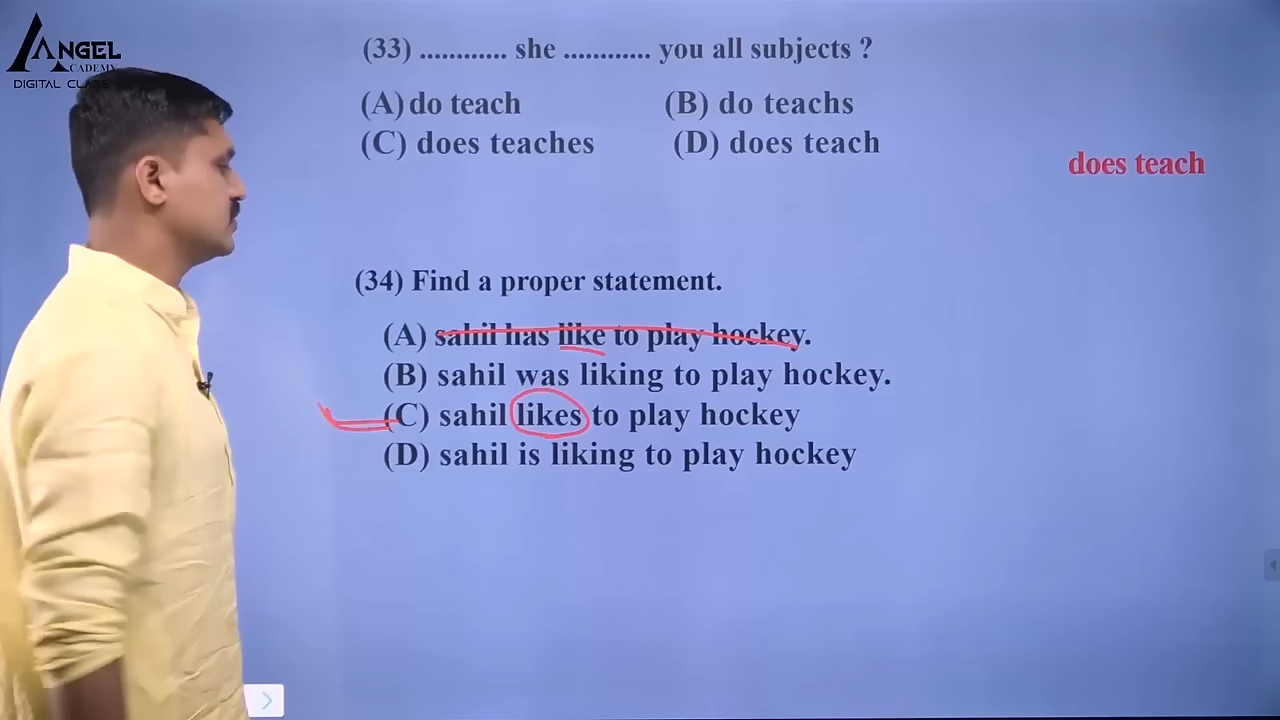 ANGEL
ACADEMY
DIGITAL CLASS
(33) ............ she ............ you all subjects ?
(A) do teach (B) do teachs
(C) does teaches (D) does teach
does teach
(34) Find a proper statement.
(A) sahil has like to play hockey.
(B) sahil was liking to play hockey.
(C) sahil likes to play hockey
(D) sahil is liking to play hockey